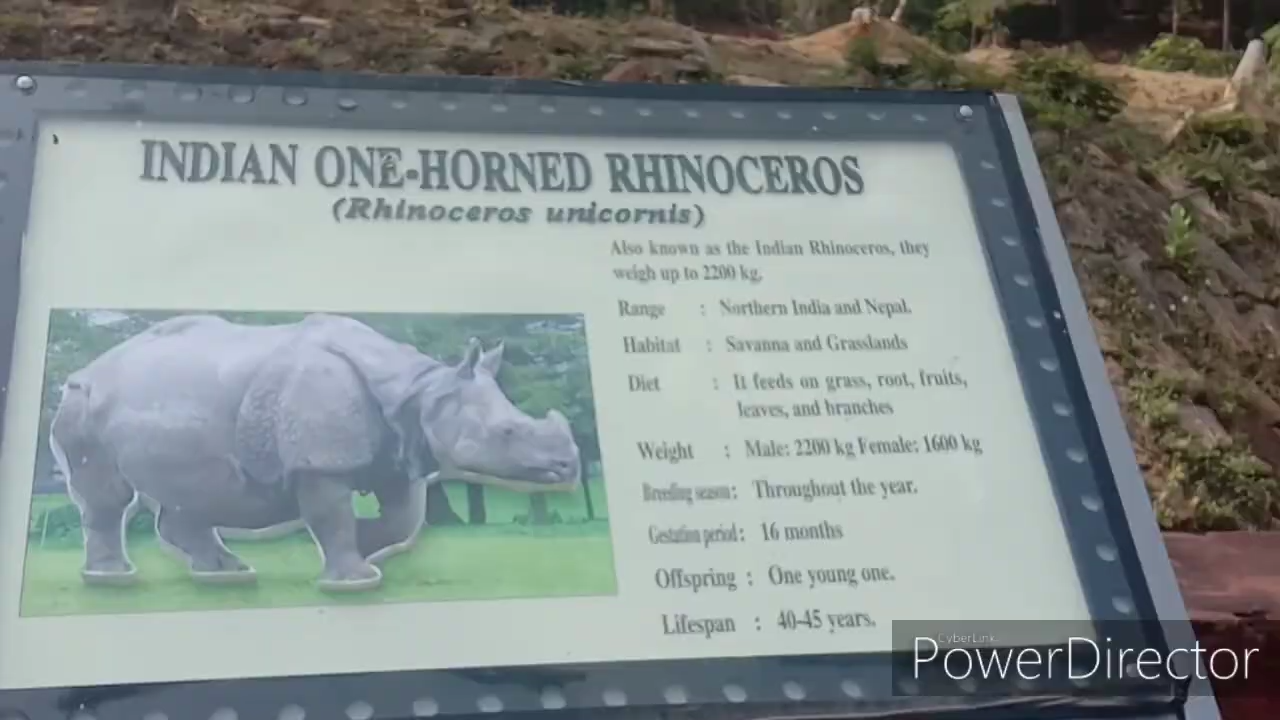 INDIAN ONE-HORNED RHINOCEROS
(Rhinoceros unicornis)
Also known as the Indian Rhinoceros, they
weigh up to 2200 kg.
Range : Northern India and Nepal.
Habitat : Savanna and Grasslands
Diet : It feeds on grass, root, fruits,
leaves, and branches
Weight : Male: 2200 kg Female: 1600 kg
Breeding season: Throughout the year.
Gestation period: 16 months
Offspring : One young one.
Lifespan : 40-45 years.
CyberLink
PowerDirector